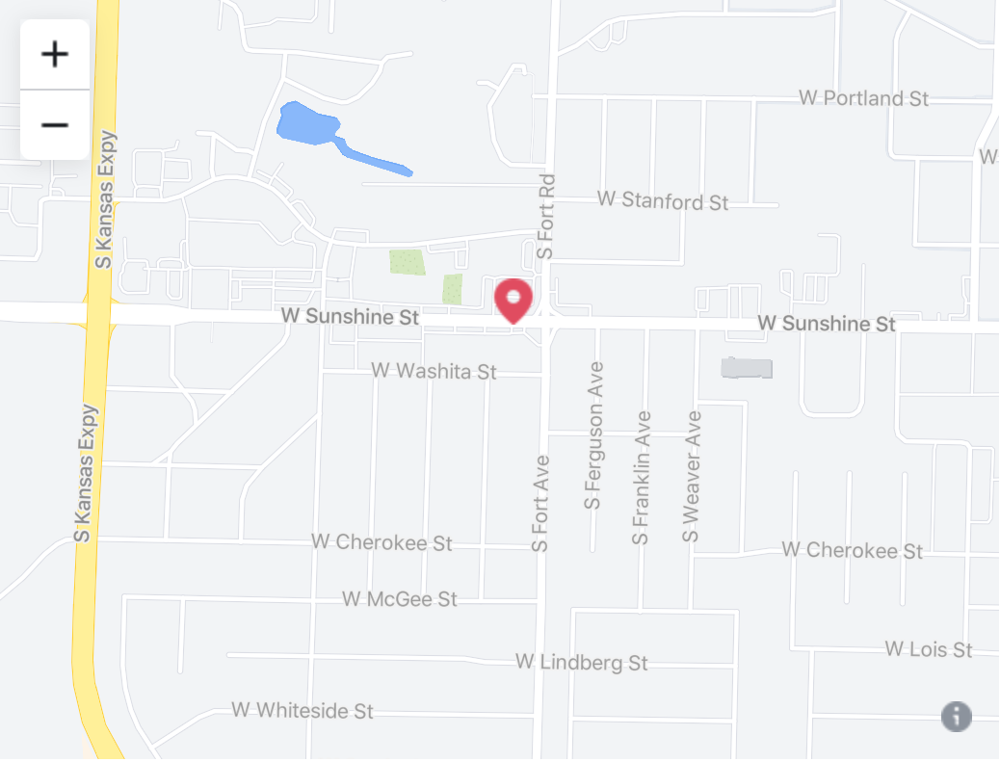 +
W Portland St
S Kansas Expy
W
W Stanford St
S Fort Rd
W Sunshine St
W Sunshine St
W Washita St
S Ferguson Ave
S Franklin Ave
S Weaver Ave
S Kansas Expy
S Fort Ave
W Cherokee St
W Cherokee St
W McGee St
W Lois St
W Lindberg St
W Whiteside St